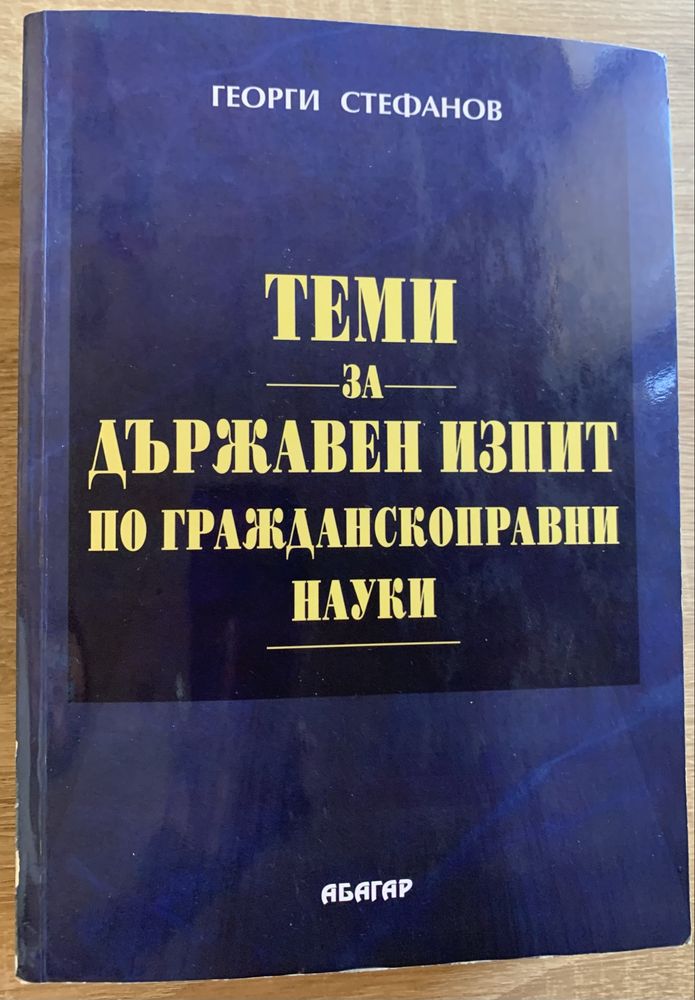 ГЕОРГИ СТЕФАНОВ
ТЕМИ
ЗА
ДЪРЖАВЕН ИЗПИТ
ПО ГРАЖДАНСКОПРАВНИ
НАУКИ
АБАГАР